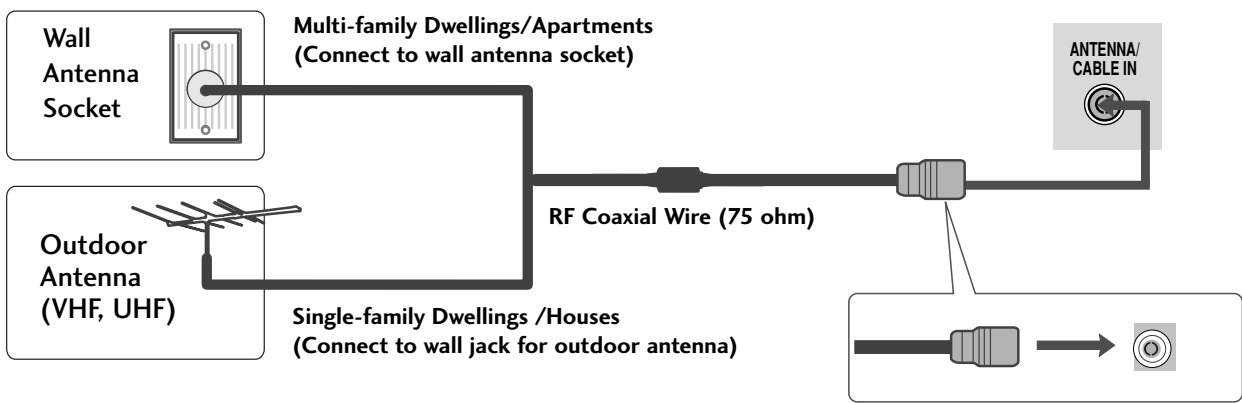 Wall
Antenna
Socket
Multi-family Dwellings/Apartments
(Connect to wall antenna socket)
ANTENNA/
CABLE IN
RF Coaxial Wire (75 ohm)
Outdoor
Antenna
(VHF, UHF)
Single-family Dwellings /Houses
(Connect to wall jack for outdoor antenna)